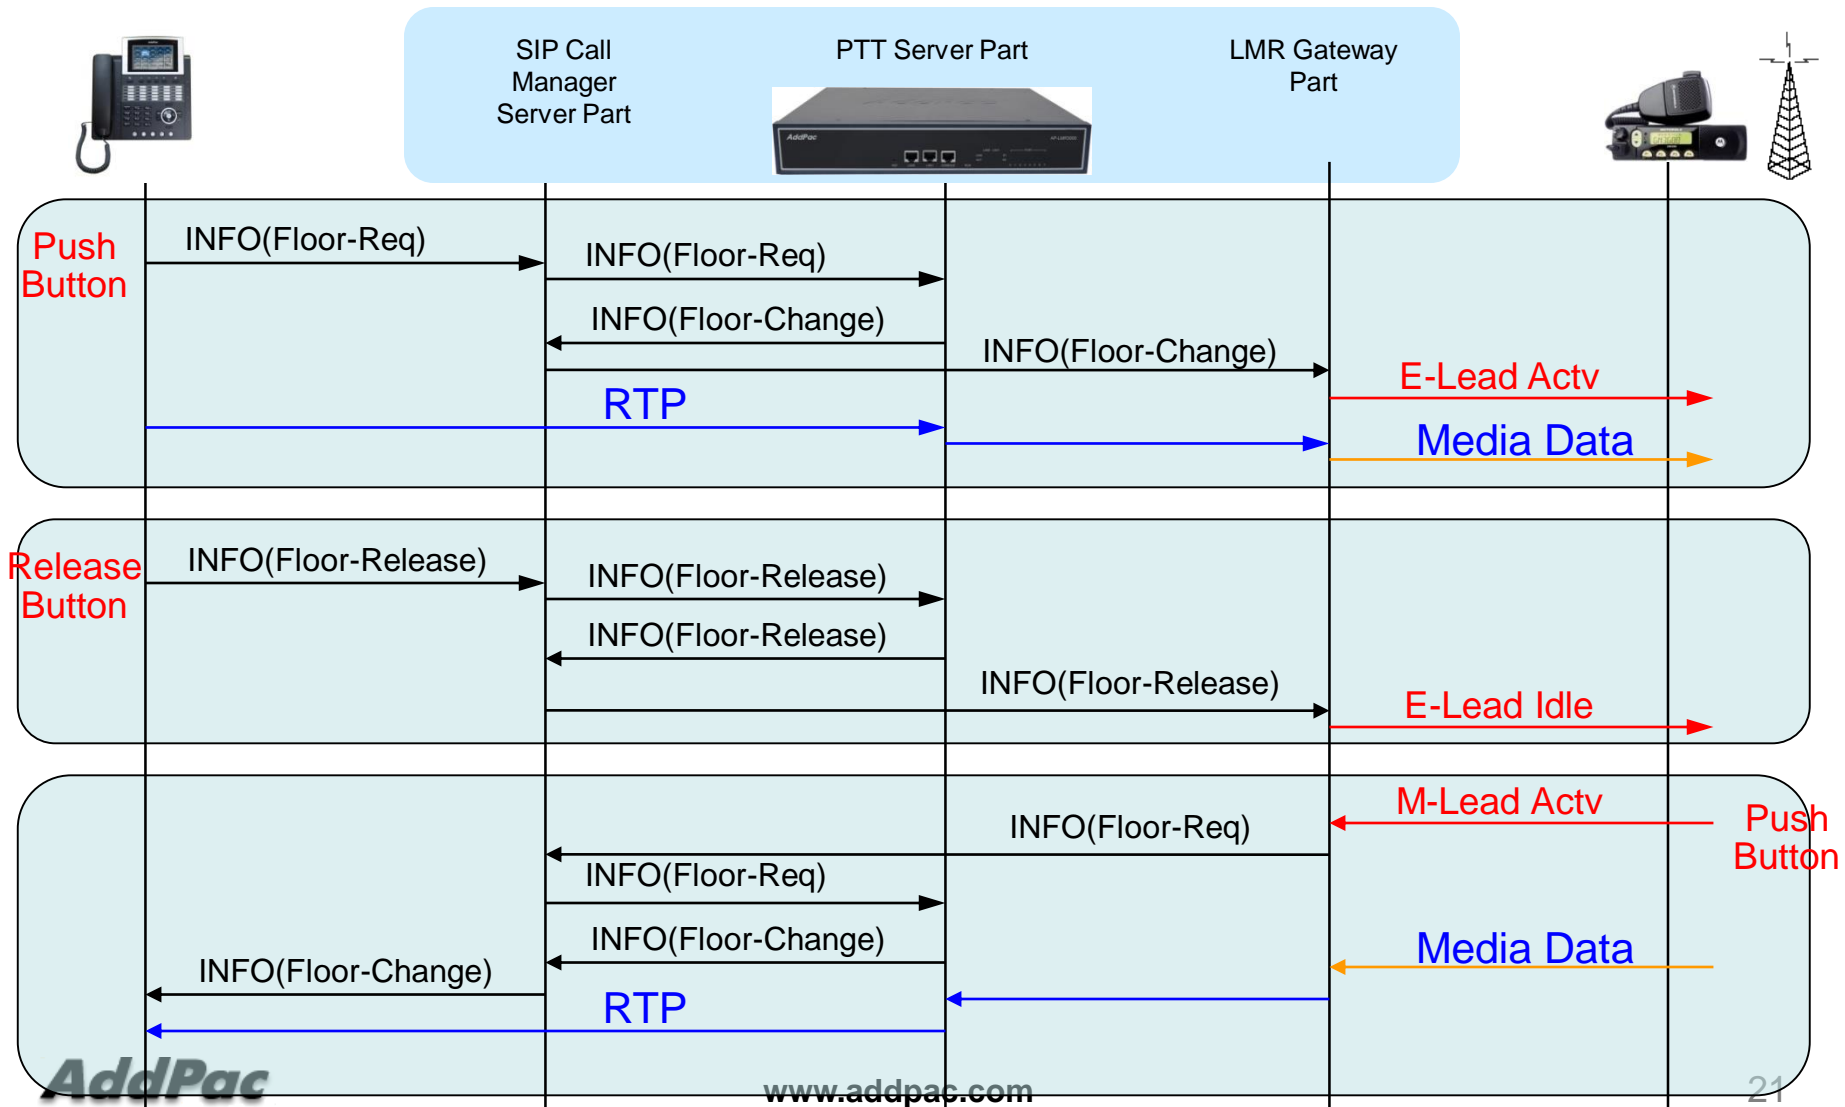 SIP Call
Manager
Server Part
PTT Server Part
LMR Gateway
Part
AddPac
Push
Button
INFO(Floor-Req)
INFO(Floor-Req)
INFO(Floor-Change)
INFO(Floor-Change)
E-Lead Actv
RTP
Media Data
Release
Button
INFO(Floor-Release)
INFO(Floor-Release)
INFO(Floor-Release)
INFO(Floor-Release)
E-Lead Idle
M-Lead Actv
Push
Button
INFO(Floor-Req)
INFO(Floor-Req)
INFO(Floor-Change)
Media Data
INFO(Floor-Change)
RTP
AddPac
www.addpac.com
21